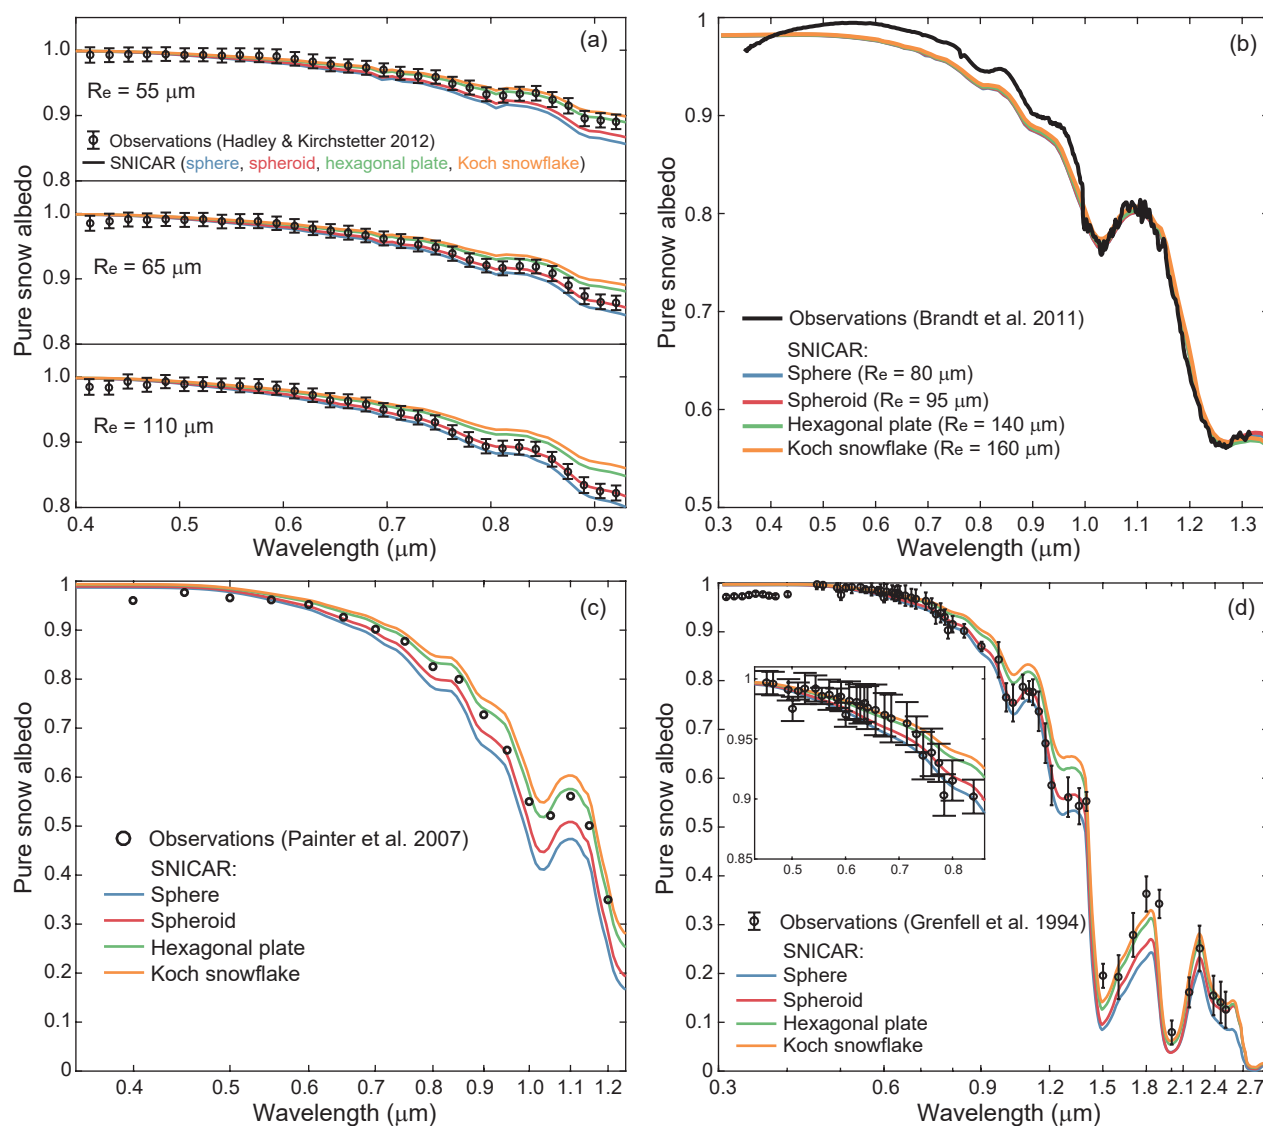 (a)
1.0
0.9
0.8
Re = 55 μm
Observations (Hadley & Kirchstetter 2012)
SNICAR (sphere, spheroid, hexagonal plate, Koch snowflake)
1.0
0.9
0.8
Re = 65 μm
1.0
0.9
0.8
Re = 110 μm
Pure snow albedo
0.4 0.5 0.6 0.7 0.8 0.9
Wavelength (μm)
(b)
1
0.9
0.8
0.7
0.6
0.5
Pure snow albedo
Observations (Brandt et al. 2011)
SNICAR:
Sphere (Re = 80 μm)
Spheroid (Re = 95 μm)
Hexagonal plate (Re = 140 μm)
Koch snowflake (Re = 160 μm)
0.3 0.4 0.5 0.6 0.7 0.8 0.9 1.0 1.1 1.2 1.3
Wavelength (μm)
(c)
1
0.9
0.8
0.7
0.6
0.5
0.4
0.3
0.2
0.1
0
Pure snow albedo
Observations (Painter et al. 2007)
SNICAR:
Sphere
Spheroid
Hexagonal plate
Koch snowflake
0.4 0.5 0.6 0.7 0.8 0.9 1.0 1.1 1.2
Wavelength (μm)
(d)
1
0.9
0.8
0.7
0.6
0.5
0.4
0.3
0.2
0.1
0
Pure snow albedo
1
0.95
0.9
0.85
0.5 0.6 0.7 0.8
Observations (Grenfell et al. 1994)
SNICAR:
Sphere
Spheroid
Hexagonal plate
Koch snowflake
0.3 0.6 0.9 1.2 1.5 1.8 2.1 2.4 2.7
Wavelength (μm)